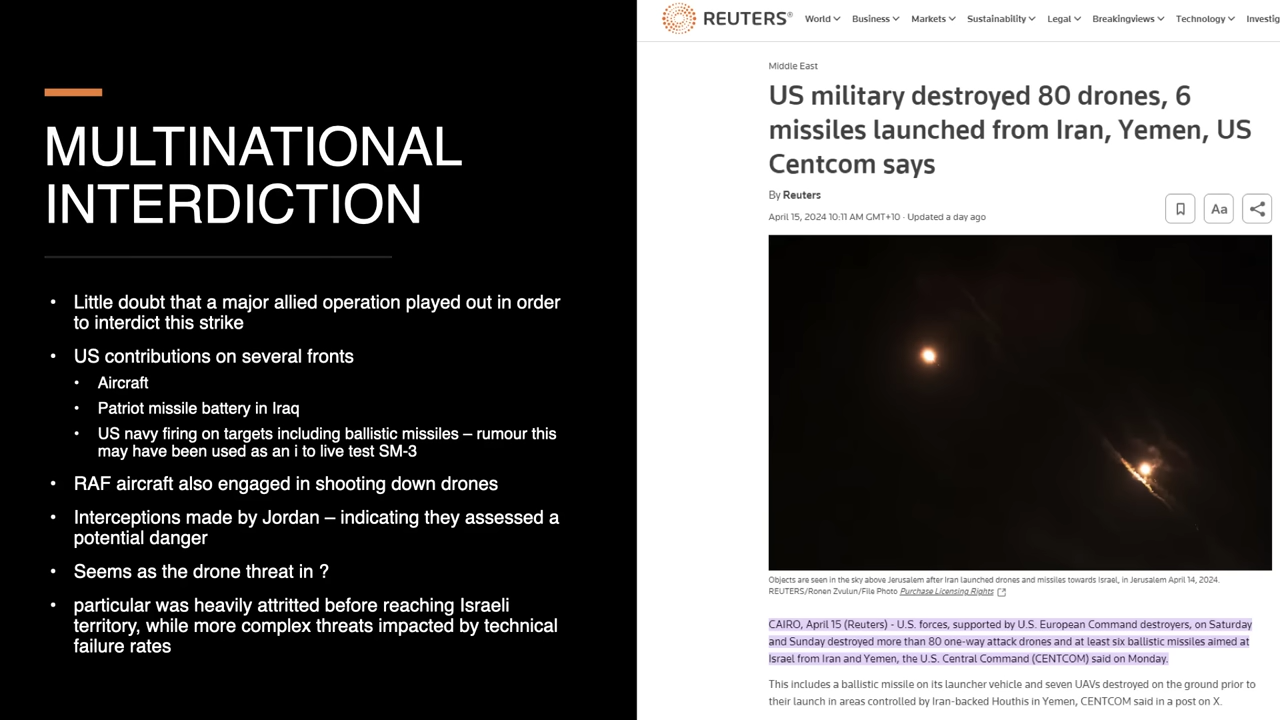 MULTINATIONAL
INTERDICTION
• Little doubt that a major allied operation played out in order
to interdict this strike
• US contributions on several fronts
• Aircraft
• Patriot missile battery in Iraq
• US navy firing on targets including ballistic missiles – rumour this
may have been used as an i to live test SM-3
• RAF aircraft also engaged in shooting down drones
• Interceptions made by Jordan – indicating they assessed a
potential danger
• Seems as the drone threat in ?
• particular was heavily attritted before reaching Israeli
territory, while more complex threats impacted by technical
failure rates
REUTERS® World Business Markets Sustainability Legal Breakingviews Technology Investig
Middle East
US military destroyed 80 drones, 6
missiles launched from Iran, Yemen, US
Centcom says
By Reuters
April 15, 2024 10:11 AM GMT+10 · Updated a day ago
Aa
Objects are seen in the sky above Jerusalem after Iran launched drones and missiles towards Israel, in Jerusalem April 14, 2024.
REUTERS/Ronen Zvulun/File Photo Purchase Licensing Rights
CAIRO, April 15 (Reuters) - U.S. forces, supported by U.S. European Command destroyers, on Saturday
and Sunday destroyed more than 80 one-way attack drones and at least six ballistic missiles aimed at
Israel from Iran and Yemen, the U.S. Central Command (CENTCOM) said on Monday.
This includes a ballistic missile on its launcher vehicle and seven UAVs destroyed on the ground prior to
their launch in areas controlled by Iran-backed Houthis in Yemen, CENTCOM said in a post on X.